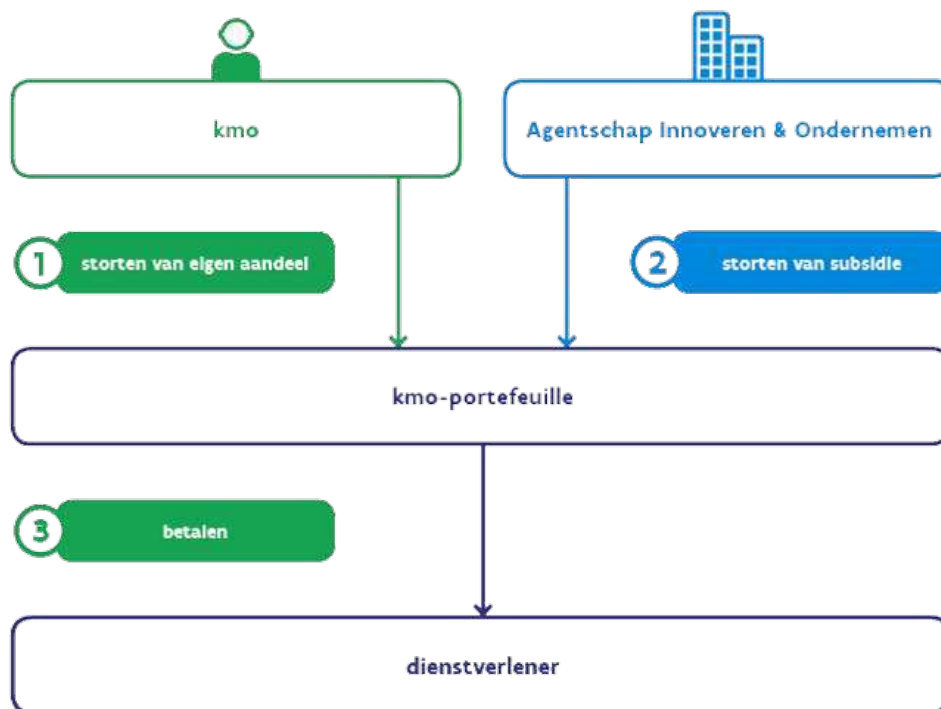 kmo
Agentschap Innoveren & Ondernemen
1 storten van eigen aandeel
2 storten van subsidie
kmo-portefeuille
3 betalen
dienstverlener